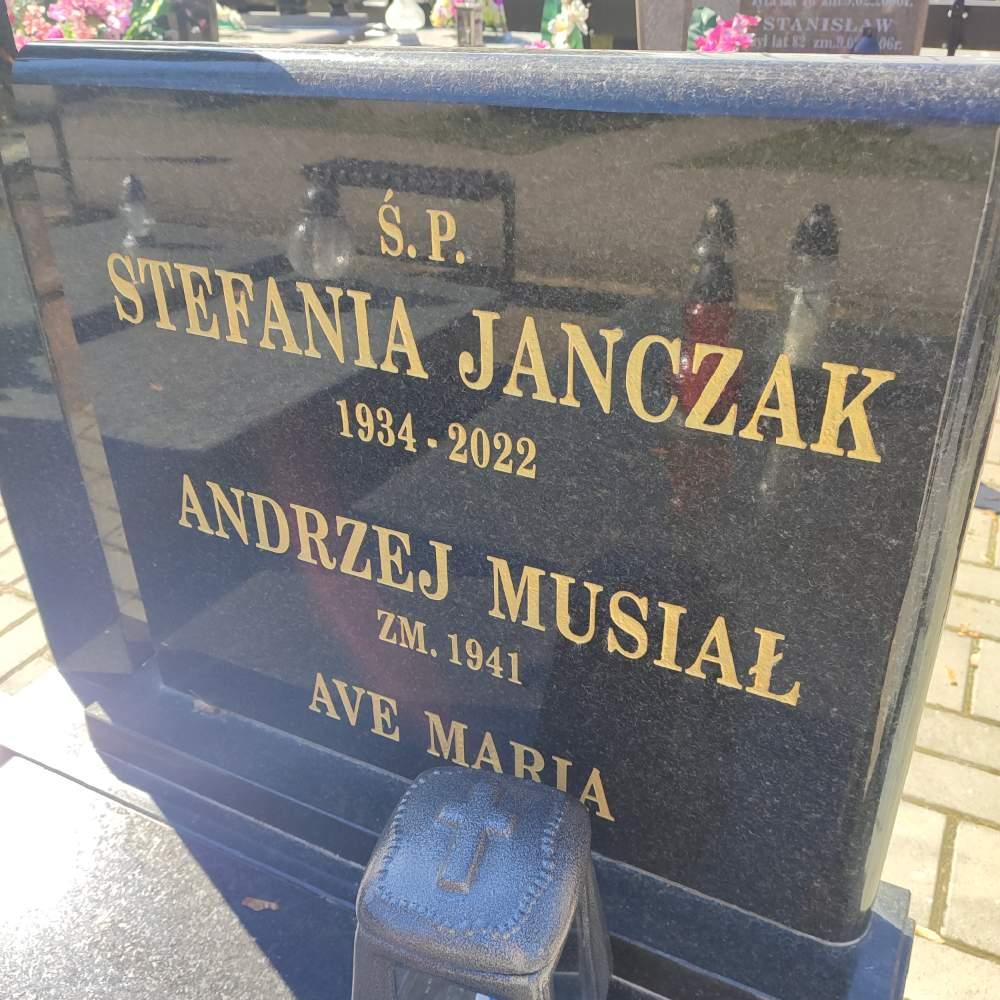 STANISŁAW
Ś. P.
STEFANIA JANCZAK
1934 - 2022
ANDRZEJ MUSIAŁ
ZM. 1941
AVE MARIA